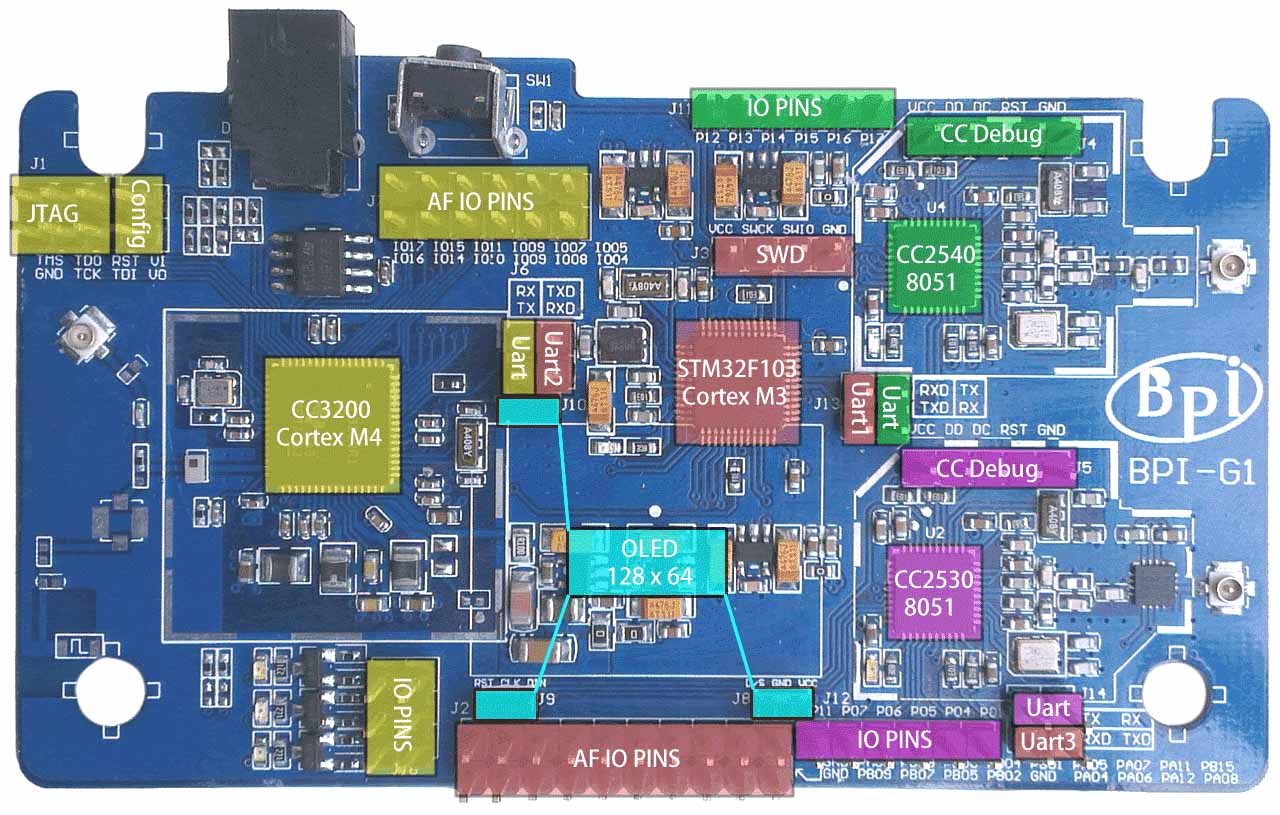 SW1
J11
IO PINS
VCC DD DC RST GND
P12 P13 P14 P15 P16 P17
CC Debug
J4
J1
JTAG
Config
TMS TDO RST VI
GND TCK TDI VO
AF IO PINS
IO17 IO15 IO11 IO09 IO07 IO05
IO16 IO14 IO10 IO09 IO08 IO04
J6
VCC SWCK SWIO GND
J3
SWD
U4
CC2540
8051
A408Y
RX TXD
TX RXD
Uart
Uart2
J10
STM32F103
Cortex M3
J13
Uart1
Uart
RXD TX
TXD RX
CC3200
Cortex M4
Bpi
BPI-G1
VCC DD DC RST GND
CC Debug
J5
OLED
128 x 64
U2
CC2530
8051
IO PINS
RST CLK DIN
D/S GND VCC
J2
J9
J8
J12
P11 P07 P06 P05 P04
AF IO PINS
IO PINS
J14
Uart
TX RX
Uart3
RXD TXD
GND PB09 PB07 PB05 PB02 GND
PA05 PA07 PA11 PB15
PA04 PA06 PA12 PA08